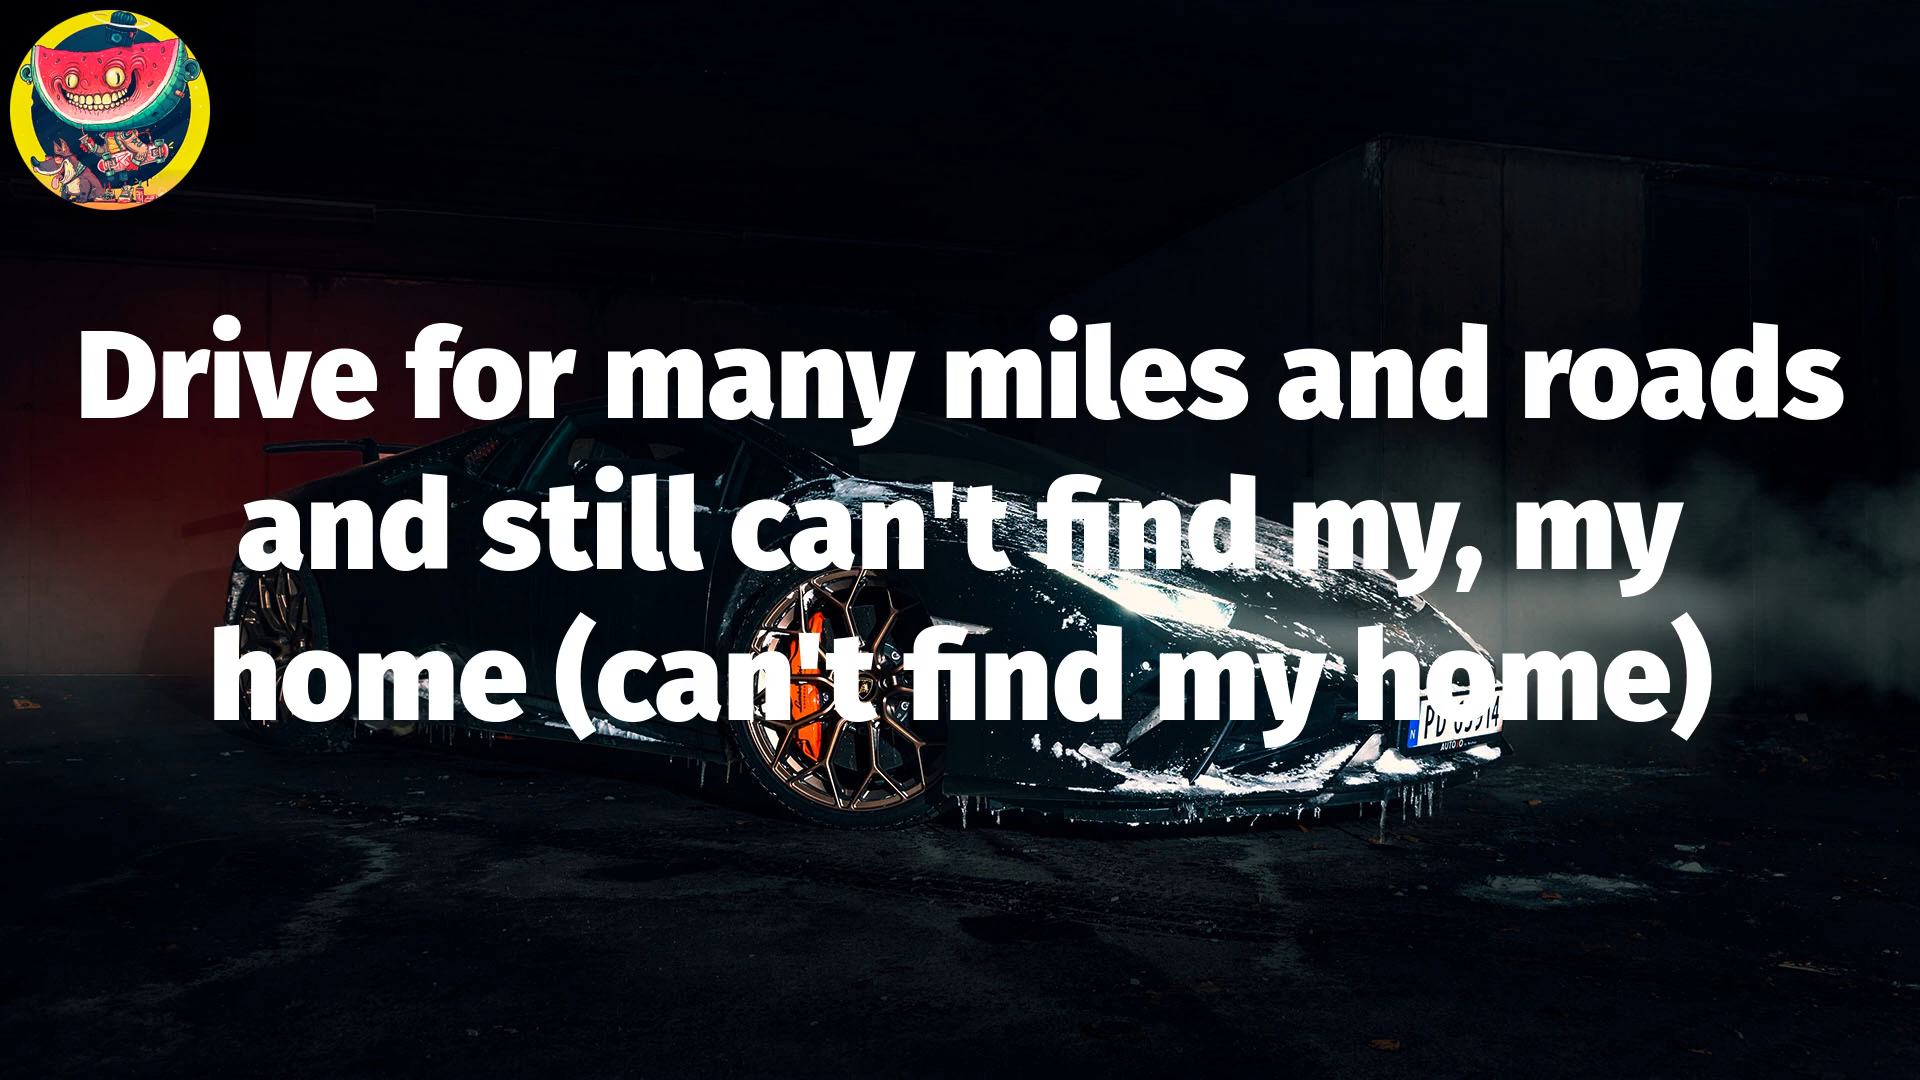 Drive for many miles and roads
and still can't find my, my
home (can't find my home)
N